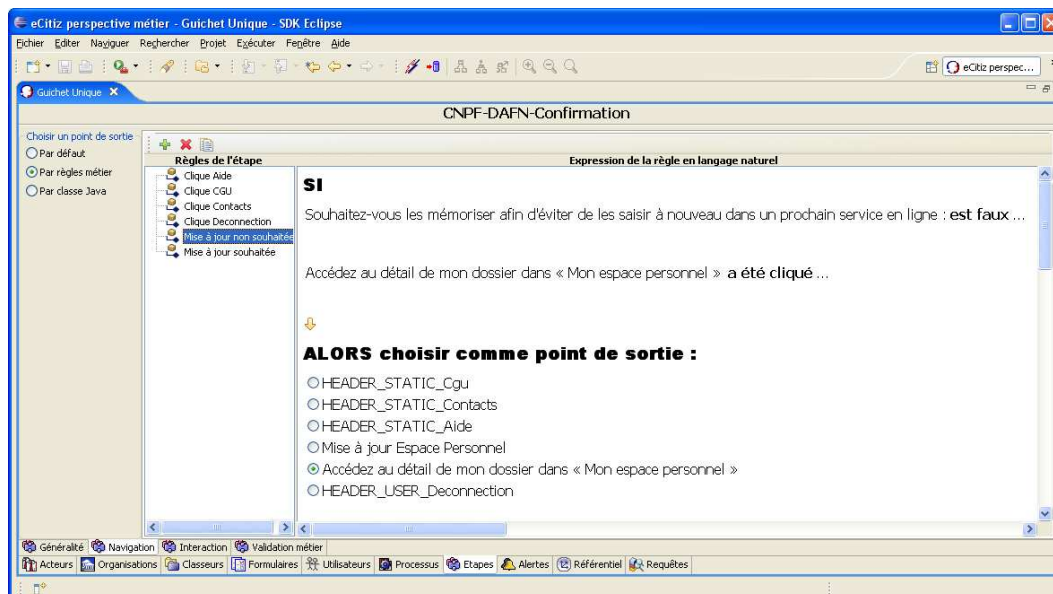 eCitiz perspective métier - Guichet Unique - SDK Eclipse
Fichier Editer Naviguer Rechercher Projet Exécuter Fenêtre Aide
eCitiz perspec...
Guichet Unique
CNPF-DAFN-Confirmation
Choisir un point de sortie
Par défaut
Par règles métier
Par classe Java
Règles de l'étape
Clique Aide
Clique CGU
Clique Contacts
Clique Deconnection
Mise à jour non souhaitée
Mise à jour souhaitée
Expression de la règle en langage naturel
SI
Souhaitez-vous les mémoriser afin d'éviter de les saisir à nouveau dans un prochain service en ligne : est faux ...
Accédez au détail de mon dossier dans « Mon espace personnel » a été cliqué ...
ALORS choisir comme point de sortie :
HEADER_STATIC_Cgu
HEADER_STATIC_Contacts
HEADER_STATIC_Aide
Mise à jour Espace Personnel
Accédez au détail de mon dossier dans « Mon espace personnel »
HEADER_USER_Deconnection
Généralité Navigation Interaction Validation métier
Acteurs Organisations Classeurs Formulaires Utilisateurs Processus Etapes Alertes Référentiel Requêtes